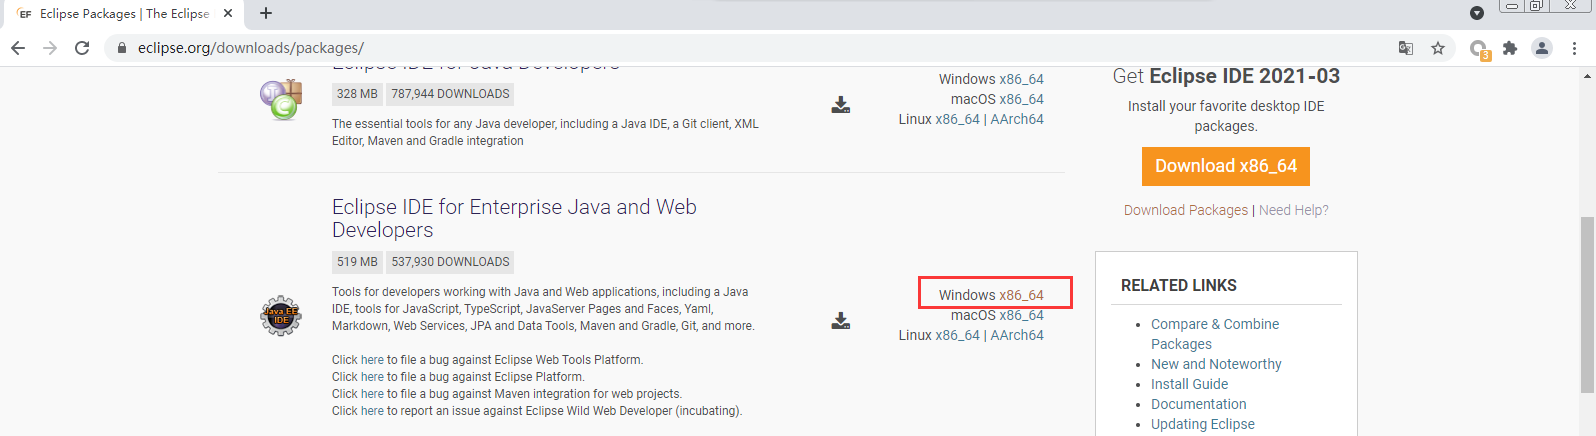 EF Eclipse Packages | The Eclipse
eclipse.org/downloads/packages/
3
Eclipse IDE for Java Developers
328 MB 787,944 DOWNLOADS
The essential tools for any Java developer, including a Java IDE, a Git client, XML
Editor, Maven and Gradle integration
Windows x86_64
macOS x86_64
Linux x86_64 | AArch64
Eclipse IDE for Enterprise Java and Web
Developers
519 MB 537,930 DOWNLOADS
Java EE
IDE
Tools for developers working with Java and Web applications, including a Java
IDE, tools for JavaScript, TypeScript, JavaServer Pages and Faces, Yaml,
Markdown, Web Services, JPA and Data Tools, Maven and Gradle, Git, and more.
Click here to file a bug against Eclipse Web Tools Platform.
Click here to file a bug against Eclipse Platform.
Click here to file a bug against Maven integration for web projects.
Click here to report an issue against Eclipse Wild Web Developer (incubating).
Windows x86_64
macOS x86_64
Linux x86_64 | AArch64
Get Eclipse IDE 2021-03
Install your favorite desktop IDE
packages.
Download x86_64
Download Packages | Need Help?
RELATED LINKS
• Compare & Combine
Packages
• New and Noteworthy
• Install Guide
• Documentation
• Updating Eclipse